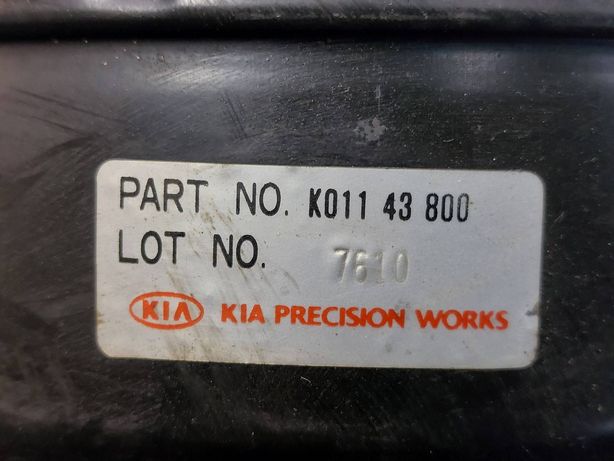 PART NO. K011 43 800
LOT NO. 7610
KIA KIA PRECISION WORKS